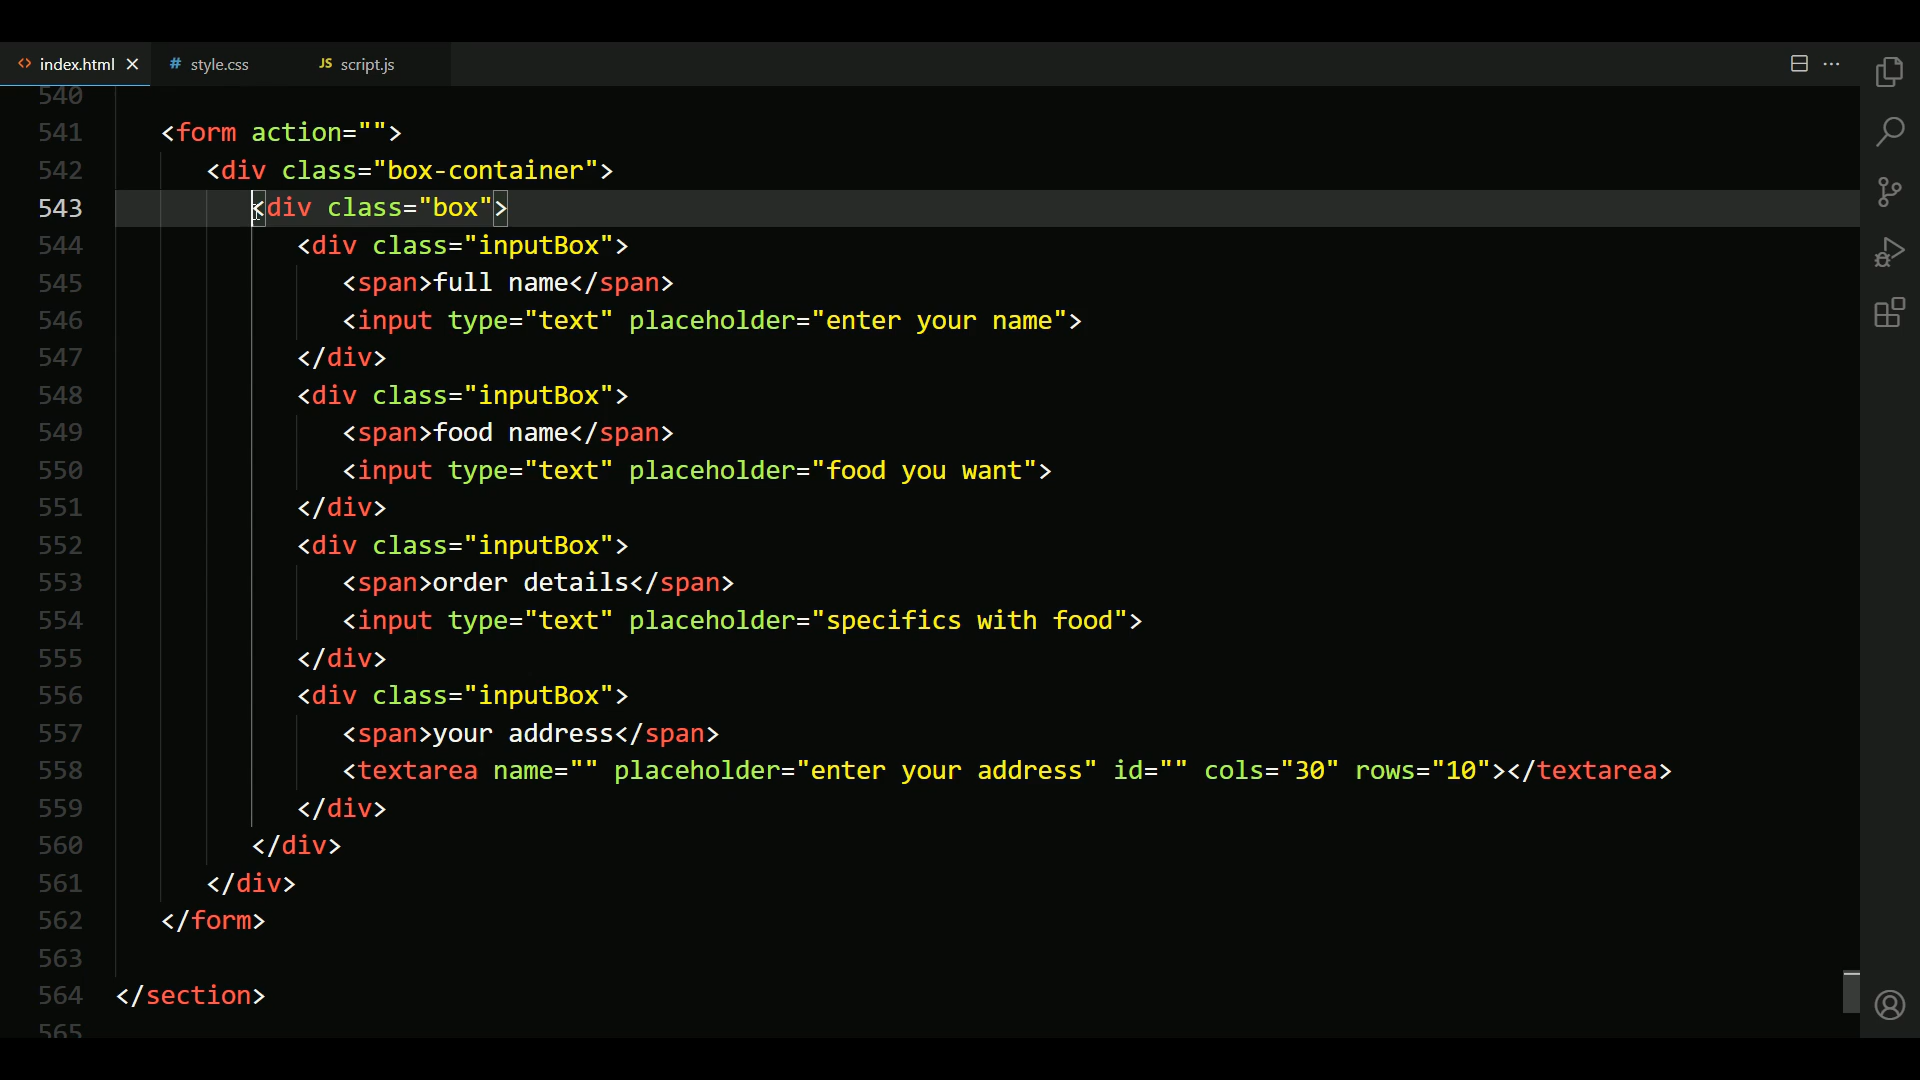 index.html
style.css
JS script.js
540
541 <form action="">
542 <div class="box-container">
543 <div class="box">
544 <div class="inputBox">
545 <span>full name</span>
546 <input type="text" placeholder="enter your name">
547 </div>
548 <div class="inputBox">
549 <span>food name</span>
550 <input type="text" placeholder="food you want">
551 </div>
552 <div class="inputBox">
553 <span>order details</span>
554 <input type="text" placeholder="specifics with food">
555 </div>
556 <div class="inputBox">
557 <span>your address</span>
558 <textarea name="" placeholder="enter your address" id="" cols="30" rows="10"></textarea>
559 </div>
560 </div>
561 </div>
562 </form>
563
564 </section>
565